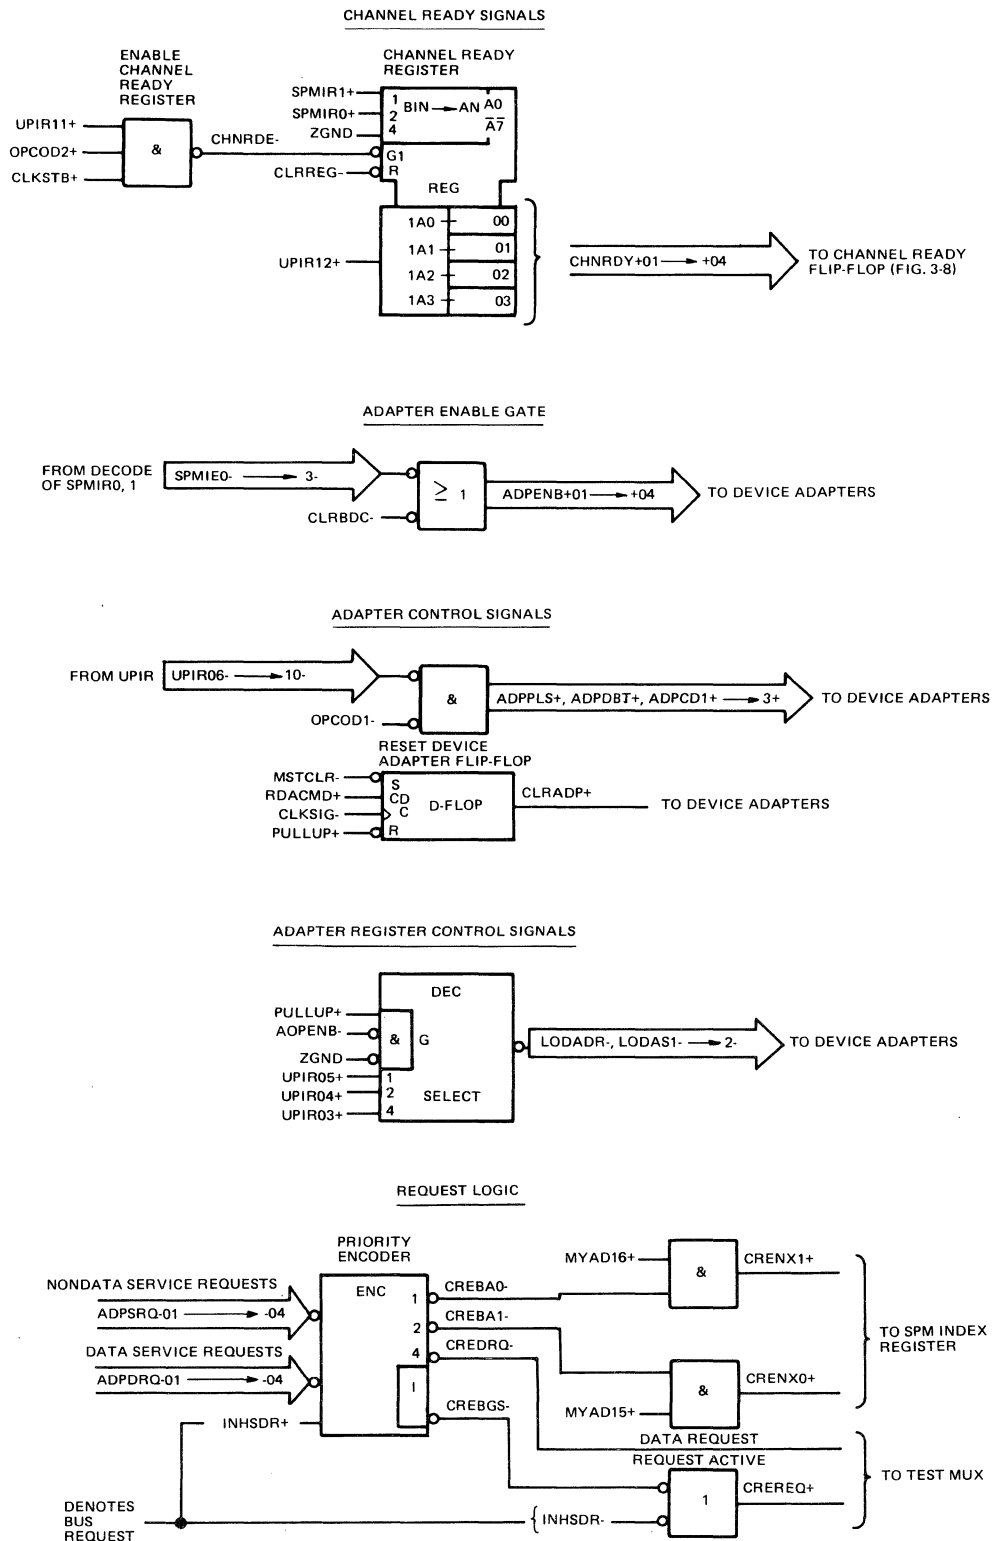 CHANNEL READY SIGNALS
ENABLE
CHANNEL
READY
REGISTER
CHANNEL READY
REGISTER
UPIR11+
OPCOD2+
CLKSTB+
&
CHNRDE-
SPMIR1+
SPMIR0+
ZGND
CLRREG-
1
2
4
BIN → AN
A0
A7
G1
R
REG
UPIR12+
1A0
00
1A1
01
1A2
02
1A3
03
CHNRDY+01 → +04
TO CHANNEL READY
FLIP-FLOP (FIG. 3-8)
ADAPTER ENABLE GATE
FROM DECODE
OF SPMIR0, 1
SPMIE0- → 3-
CLRBDC-
≥ 1
ADPENB+01 → +04
TO DEVICE ADAPTERS
ADAPTER CONTROL SIGNALS
FROM UPIR
UPIR06- → 10-
OPCOD1-
&
ADPPLS+, ADPDBT+, ADPCD1+ → 3+
TO DEVICE ADAPTERS
RESET DEVICE
ADAPTER FLIP-FLOP
MSTCLR-
RDACMD+
CLKSIG-
PULLUP+
S
CD
C
R
D-FLOP
CLRADP+
TO DEVICE ADAPTERS
ADAPTER REGISTER CONTROL SIGNALS
DEC
PULLUP+
AOPENB-
ZGND
UPIR05+
UPIR04+
UPIR03+
&
G
1
2
4
SELECT
LODADR-, LODAS1- → 2-
TO DEVICE ADAPTERS
REQUEST LOGIC
PRIORITY
ENCODER
NONDATA SERVICE REQUESTS
ADPSRQ-01 → -04
DATA SERVICE REQUESTS
ADPDRQ-01 → -04
INHSDR+
ENC
1
2
4
I
CREBA0-
CREBA1-
CREDRQ-
CREBGS-
MYAD16+
&
CRENX1+
MYAD15+
&
CRENX0+
TO SPM INDEX
REGISTER
DATA REQUEST
REQUEST ACTIVE
1
CREREQ+
TO TEST MUX
DENOTES
BUS
REQUEST
{ INHSDR-